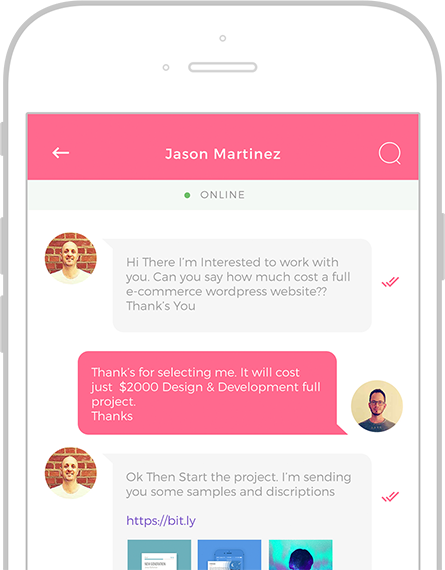 Jason Martinez
ONLINE
Hi There I'm Interested to work with
you. Can you say how much cost a full
e-commerce wordpress website??
Thank's You
Thank's for selecting me. It will cost
just $2000 Design & Development full
project.
Thanks
Ok Then Start the project. I'm sending
you some samples and discriptions
https://bit.ly